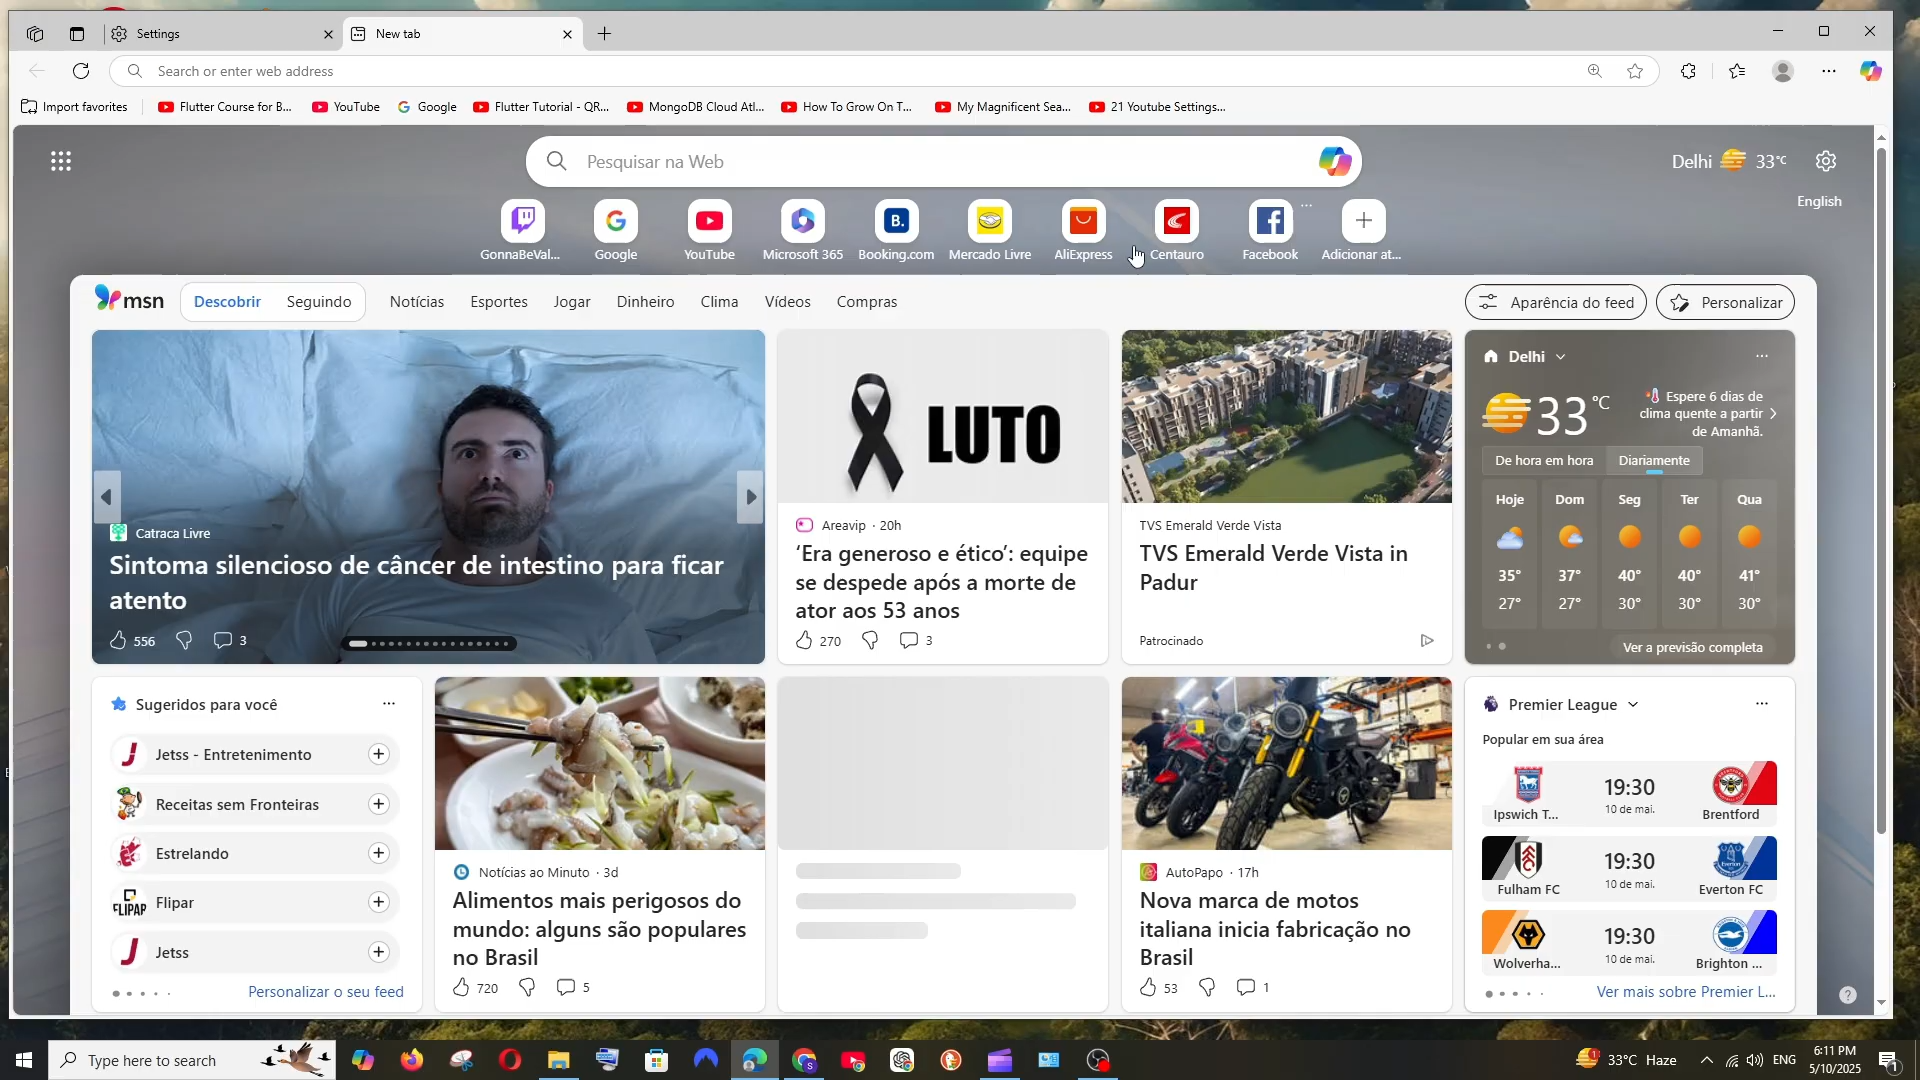 Settings
New tab
Search or enter web address
Import favorites
Flutter Course for B...
YouTube
Google
Flutter Tutorial - QR...
MongoDB Cloud Atl...
How To Grow On T...
My Magnificent Sea...
21 Youtube Settings...
Pesquisar na Web
Delhi 33°C
English
GonnaBeVal...
Google
YouTube
Microsoft 365
Booking.com
Mercado Livre
AliExpress
Centauro
Facebook
Adicionar at...
msn
Descobrir
Seguindo
Notícias
Esportes
Jogar
Dinheiro
Clima
Vídeos
Compras
Aparência do feed
Personalizar
Catraca Livre
Sintoma silencioso de câncer de intestino para ficar
atento
556
3
LUTO
Areavip · 20h
‘Era generoso e ético’: equipe
se despede após a morte de
ator aos 53 anos
270
3
TVS Emerald Verde Vista
TVS Emerald Verde Vista in
Padur
Patrocinado
Delhi
33 °C
Espere 6 dias de
clima quente a partir
de Amanhã.
De hora em hora
Diariamente
Hoje Dom Seg Ter Qua
35° 37° 40° 40° 41°
27° 27° 30° 30° 30°
Ver a previsão completa
Sugeridos para você
Jetss - Entretenimento
Receitas sem Fronteiras
Estrelando
FLIPAR
Flipar
Jetss
Personalizar o seu feed
Notícias ao Minuto · 3d
Alimentos mais perigosos do
mundo: alguns são populares
no Brasil
720
5
AutoPapo · 17h
Nova marca de motos
italiana inicia fabricação no
Brasil
53
1
Premier League
Popular em sua área
19:30
10 de mai.
Ipswich T...
Brentford
19:30
10 de mai.
Fulham FC
Everton FC
19:30
10 de mai.
Wolverha...
Brighton ...
Ver mais sobre Premier L...
Type here to search
33°C Haze
ENG
6:11 PM
5/10/2025